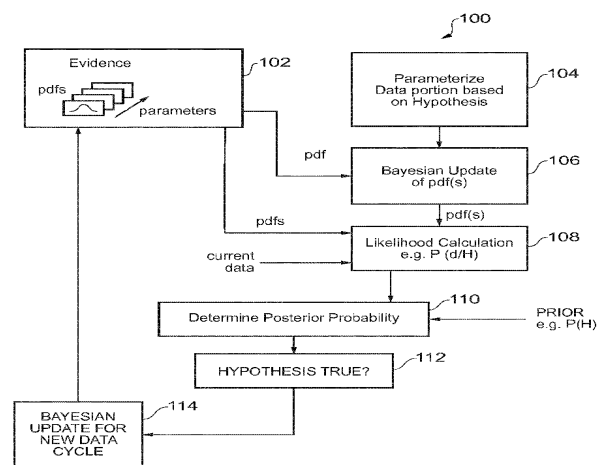 100
Evidence
pdfs
parameters
102
Parameterize
Data portion based
on Hypothesis
104
pdf
Bayesian Update
of pdf(s)
106
pdfs
pdf(s)
current
data
Likelihood Calculation
e.g. P (d/H)
108
Determine Posterior Probability
110
PRIOR
e.g. P(H)
HYPOTHESIS TRUE?
112
BAYESIAN
UPDATE FOR
NEW DATA
CYCLE
114